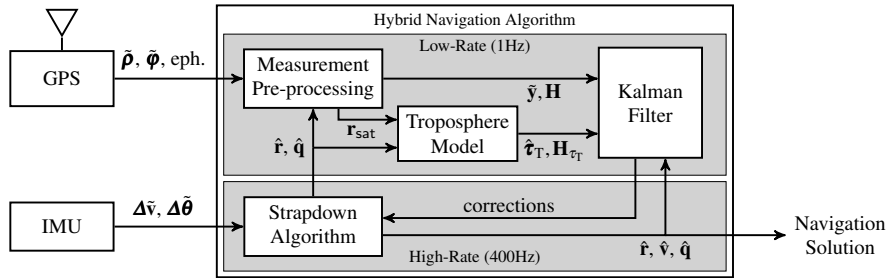 Hybrid Navigation Algorithm
Low-Rate (1Hz)
GPS
ρ̃, φ̃, eph.
Measurement
Pre-processing
ỹ, H
Kalman
Filter
r_sat
Troposphere
Model
τ̂_T, H_τ_T
r̂, q̂
IMU
Δṽ, Δθ̃
Strapdown
Algorithm
corrections
r̂, v̂, q̂
High-Rate (400Hz)
Navigation
Solution